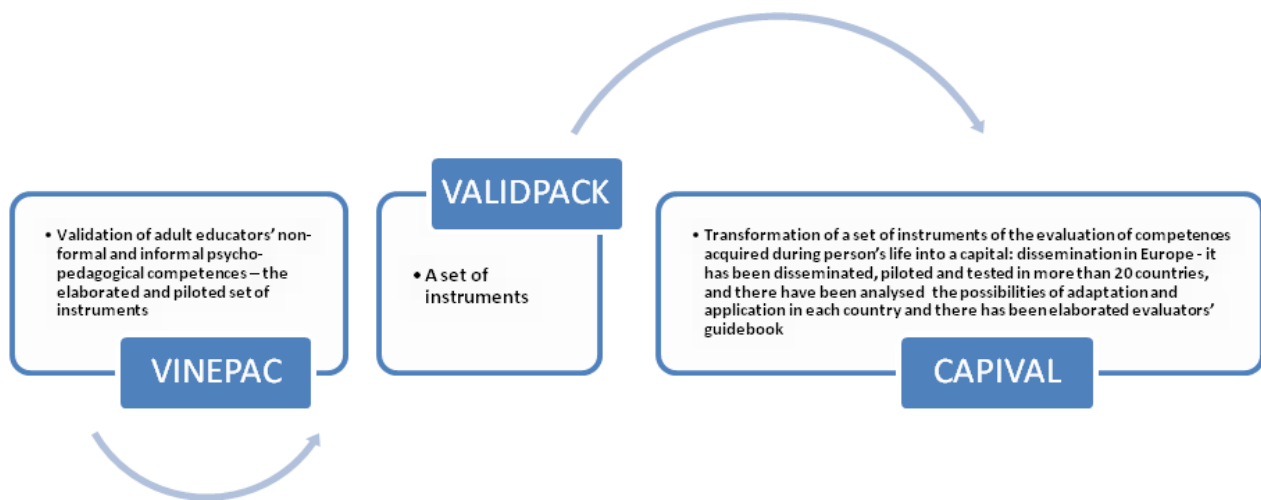 • Validation of adult educators' non-
formal and informal psycho-
pedagogical competences – the
elaborated and piloted set of
instruments
VINEPAC
VALIDPACK
• A set of
instruments
• Transformation of a set of instruments of the evaluation of competences
acquired during person's life into a capital: dissemination in Europe - it
has been disseminated, piloted and tested in more than 20 countries,
and there have been analysed the possibilities of adaptation and
application in each country and there has been elaborated evaluators'
guidebook
CAPIVAL